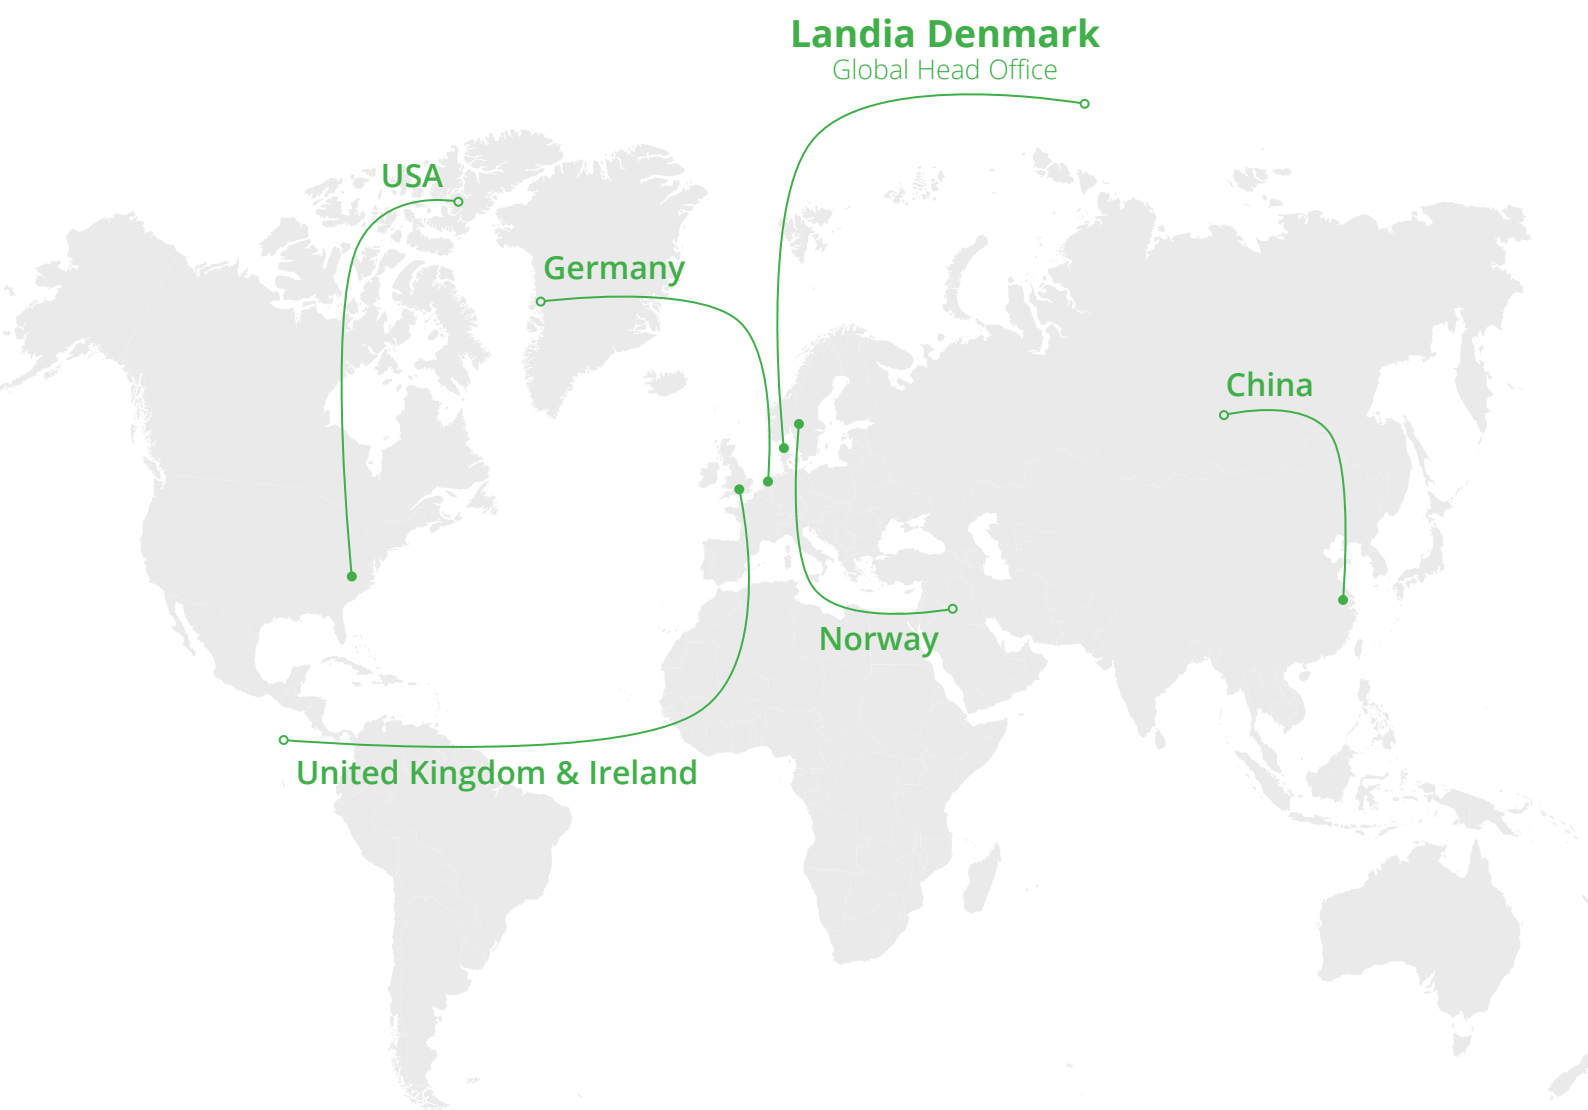 Landia Denmark
Global Head Office
USA
Germany
China
Norway
United Kingdom & Ireland